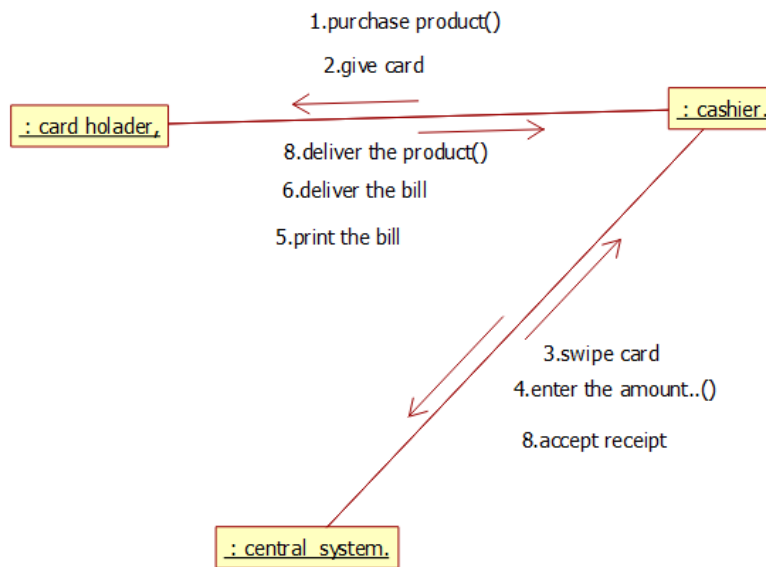 1.purchase product()
2.give card
: card holader,
: cashier.
8.deliver the product()
6.deliver the bill
5.print the bill
3.swipe card
4.enter the amount..()
8.accept receipt
: central system.